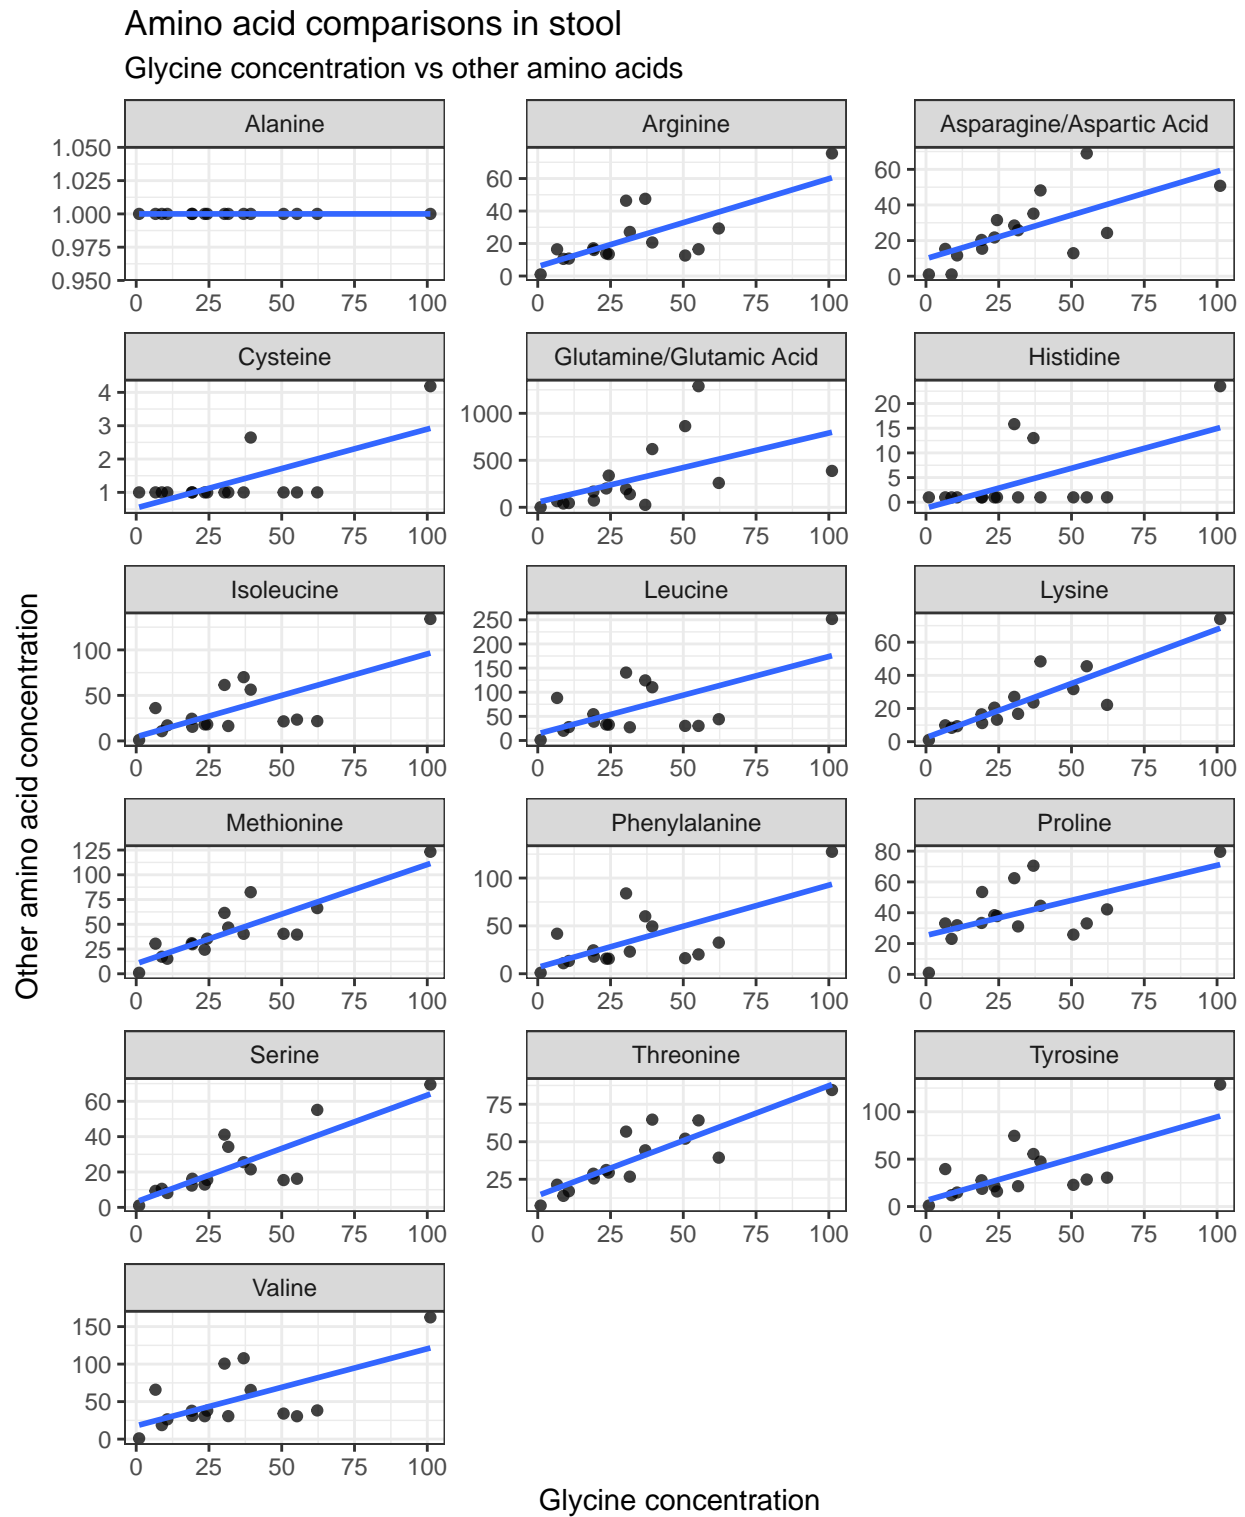 Amino acid comparisons in stool
Glycine concentration vs other amino acids
Alanine
1.050
1.025
1.000
0.975
0.950
0 25 50 75 100
Arginine
60
40
20
0
0 25 50 75 100
Asparagine/Aspartic Acid
60
40
20
0
0 25 50 75 100
Cysteine
4
3
2
1
0 25 50 75 100
Glutamine/Glutamic Acid
1000
500
0
0 25 50 75 100
Histidine
20
15
10
5
0
0 25 50 75 100
Isoleucine
100
50
0
0 25 50 75 100
Leucine
250
200
150
100
50
0
0 25 50 75 100
Lysine
60
40
20
0
0 25 50 75 100
Methionine
125
100
75
50
25
0
0 25 50 75 100
Phenylalanine
100
50
0
0 25 50 75 100
Proline
80
60
40
20
0
0 25 50 75 100
Serine
60
40
20
0
0 25 50 75 100
Threonine
75
50
25
0 25 50 75 100
Tyrosine
100
50
0
0 25 50 75 100
Valine
150
100
50
0
0 25 50 75 100
Other amino acid concentration
Glycine concentration